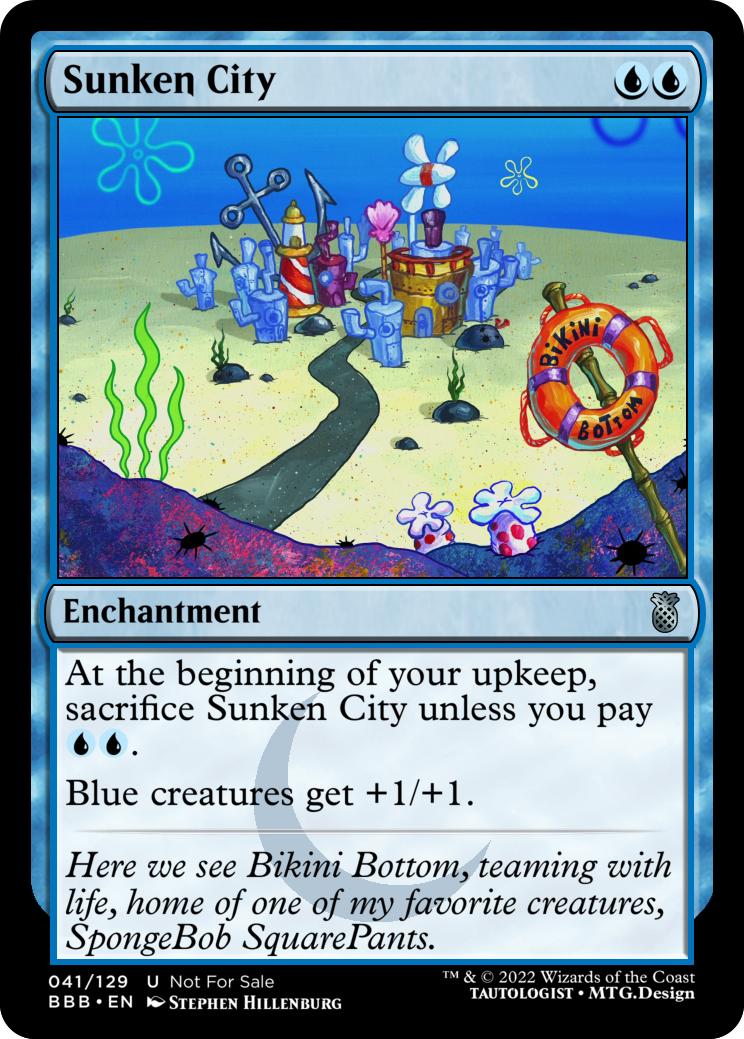 Sunken City
BIKINI
BOTTOM
Enchantment
At the beginning of your upkeep,
sacrifice Sunken City unless you pay
.
Blue creatures get +1/+1.
Here we see Bikini Bottom, teaming with
life, home of one of my favorite creatures,
SpongeBob SquarePants.
041/129 U Not For Sale
BBB • EN STEPHEN HILLENBURG
™ & © 2022 Wizards of the Coast
TAUTOLOGIST • MTG.Design